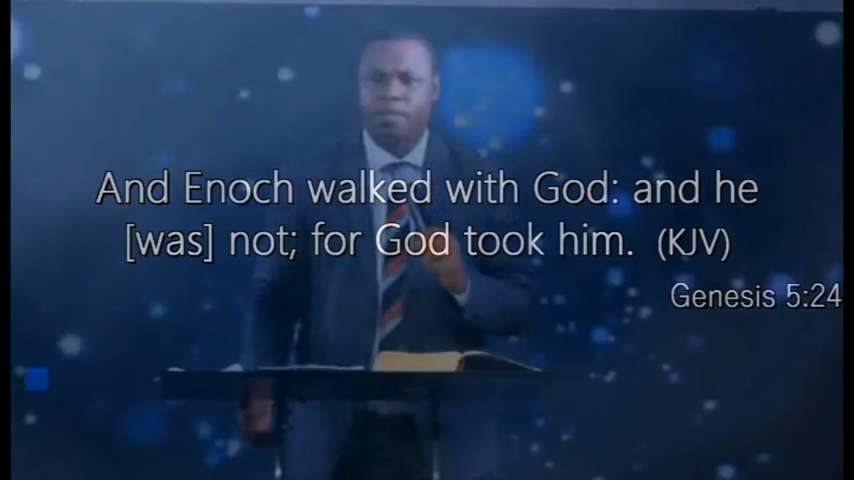 And Enoch walked with God: and he
[was] not; for God took him. (KJV)
Genesis 5:24